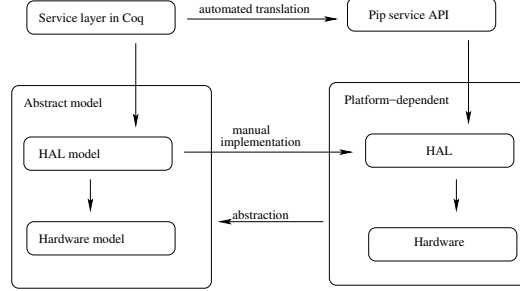 Service layer in Coq
automated translation
Pip service API
Abstract model
Platform−dependent
HAL model
manual
implementation
HAL
abstraction
Hardware model
Hardware